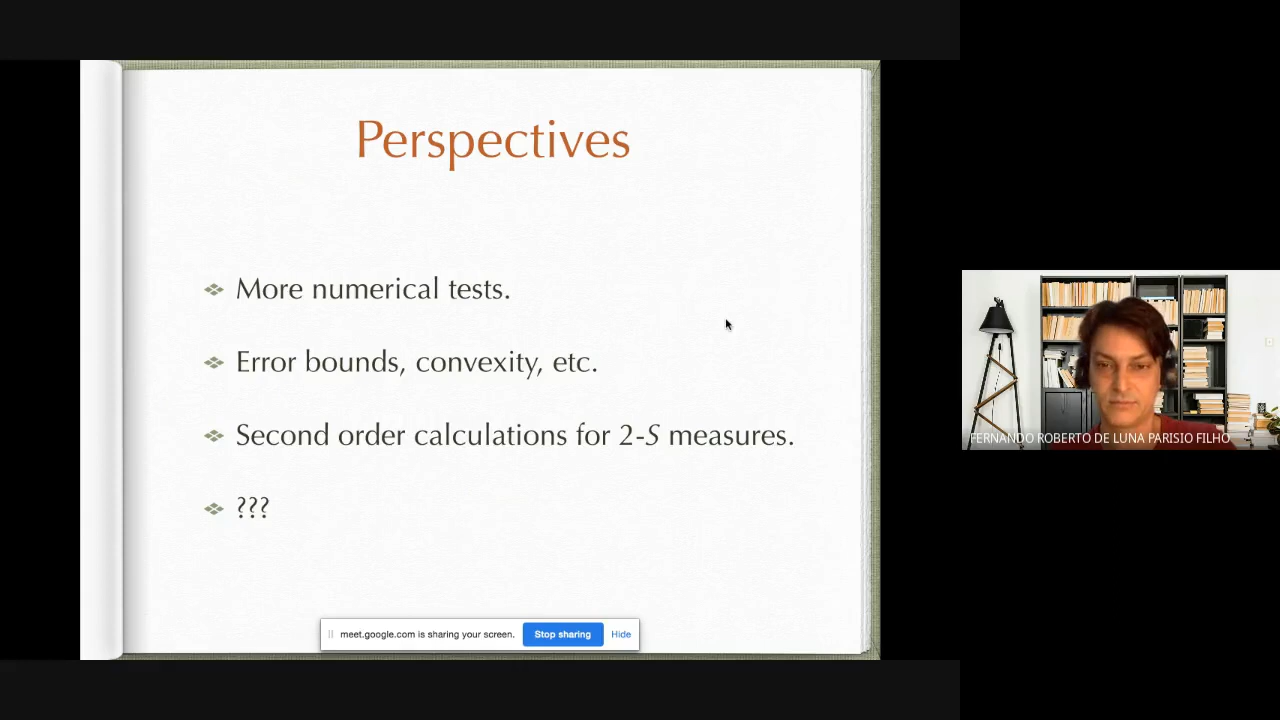 Perspectives
More numerical tests.
Error bounds, convexity, etc.
Second order calculations for 2-S measures.
???
meet.google.com is sharing your screen. Stop sharing Hide
FERNANDO ROBERTO DE LUNA PARISIO FILHO